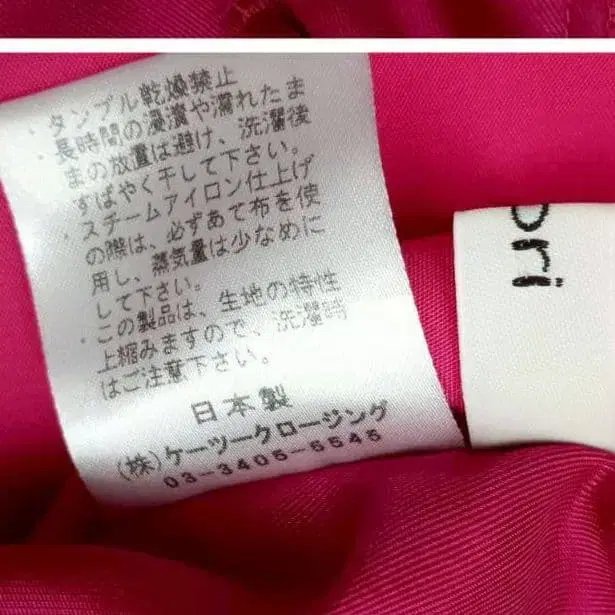 ・タンブル乾燥禁止
・長時間の浸漬や濡れたま
まの放置は避け、洗濯後
すばやく干して下さい。
・スチームアイロン仕上げ
の際は、必ずあて布を使
用し、蒸気量は少なめに
して下さい。
・この製品は、生地の特性
上縮みますので、洗濯時
はご注意下さい。
日本製
(株)ケーツークロージング
03-3405-5545
ori